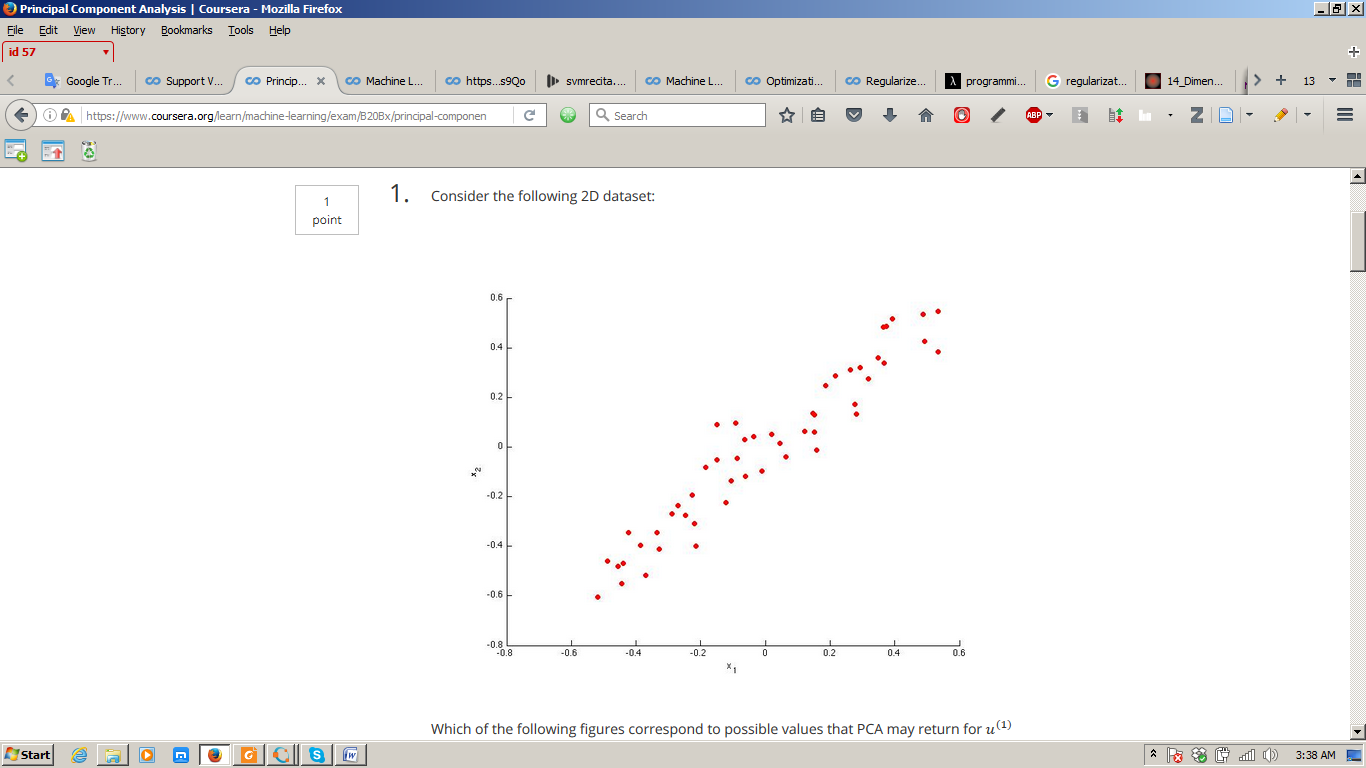 Principal Component Analysis | Coursera - Mozilla Firefox
File Edit View History Bookmarks Tools Help
id 57
Google Tr... Support V... Princip... Machine L... https...s9Qo svmrecita.... Machine L... Optimizati... Regularize... programmi... regularizat... 14_Dimen... 13
https://www.coursera.org/learn/machine-learning/exam/B20Bx/principal-componen Search ABP Z
1
point
1. Consider the following 2D dataset:
0.6
0.4
0.2
0
-0.2
-0.4
-0.6
-0.8
x2
-0.8 -0.6 -0.4 -0.2 0 0.2 0.4 0.6
x1
Which of the following figures correspond to possible values that PCA may return for u(1)
Start 3:38 AM